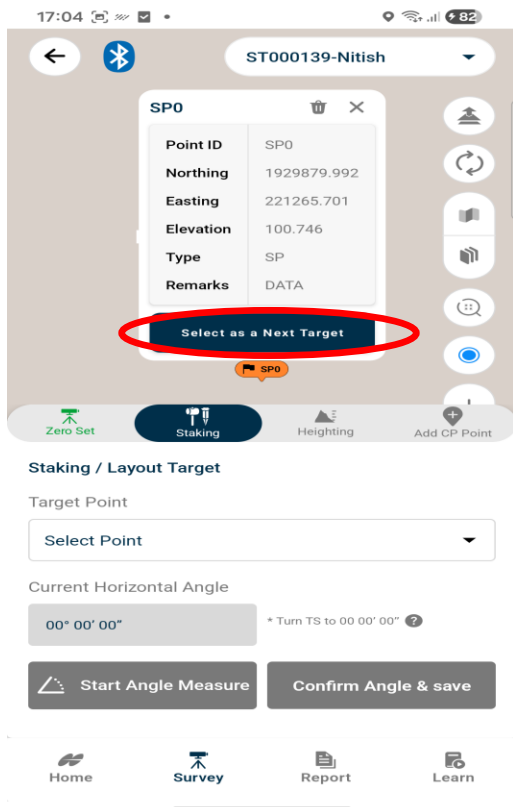 17:04
82
ST000139-Nitish
SP0
Point ID SP0
Northing 1929879.992
Easting 221265.701
Elevation 100.746
Type SP
Remarks DATA
Select as a Next Target
SP0
Zero Set Staking Heighting Add CP Point
Staking / Layout Target
Target Point
Select Point
Current Horizontal Angle
00° 00' 00" * Turn TS to 00 00' 00" ?
Start Angle Measure Confirm Angle & save
Home Survey Report Learn